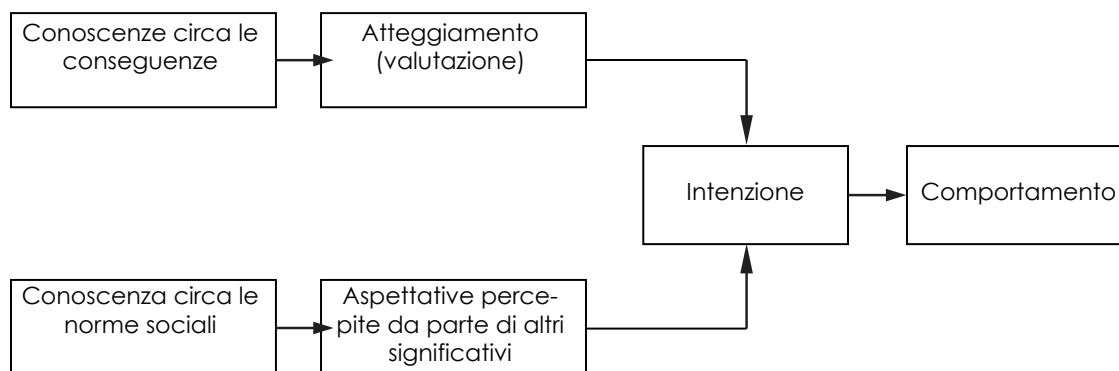 Conoscenze circa le
conseguenze
Atteggiamento
(valutazione)
Intenzione
Comportamento
Conoscenza circa le
norme sociali
Aspettative perce-
pite da parte di altri
significativi